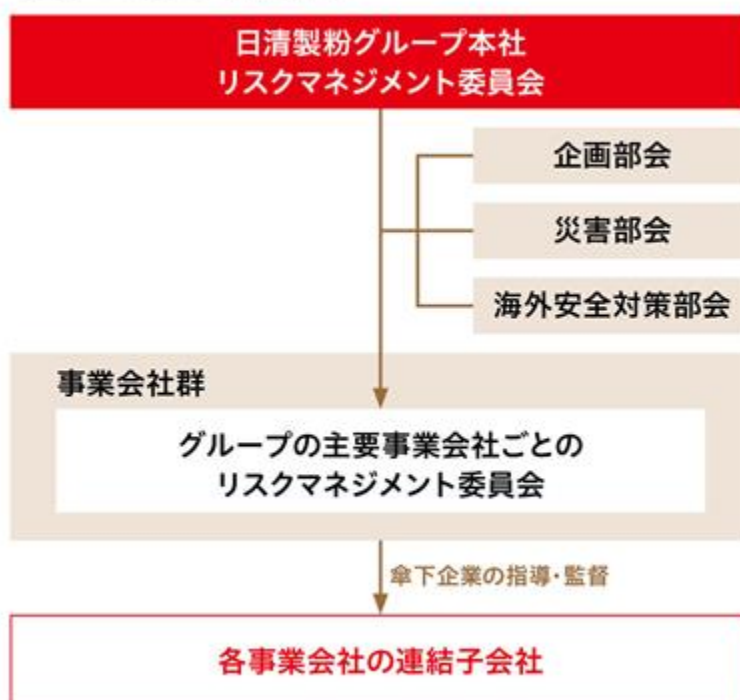 日清製粉グループ本社
リスクマネジメント委員会
企画部会
災害部会
海外安全対策部会
事業会社群
グループの主要事業会社ごとの
リスクマネジメント委員会
傘下企業の指導・監督
各事業会社の連結子会社